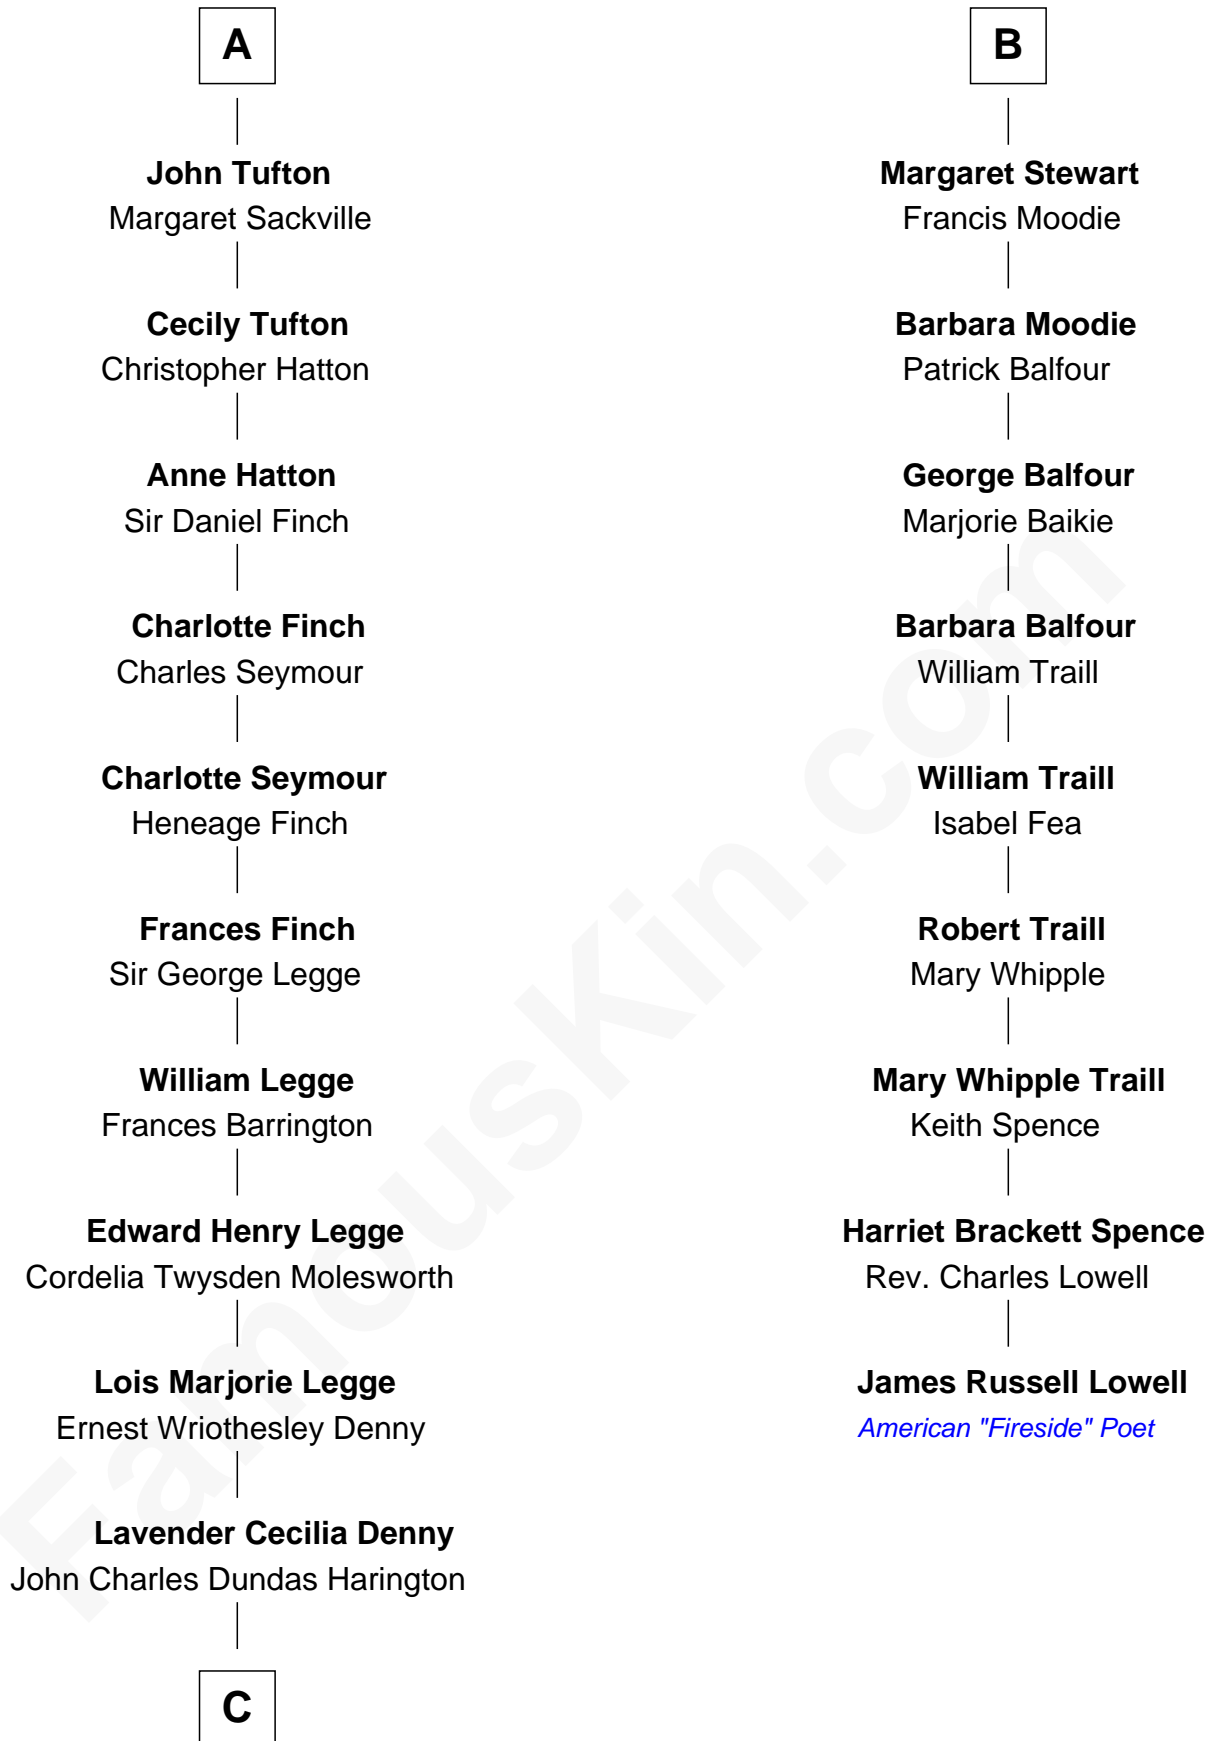 A
John Tufton
Margaret Sackville
Cecily Tufton
Christopher Hatton
Anne Hatton
Sir Daniel Finch
Charlotte Finch
Charles Seymour
Charlotte Seymour
Heneage Finch
Frances Finch
Sir George Legge
William Legge
Frances Barrington
Edward Henry Legge
Cordelia Twysden Molesworth
Lois Marjorie Legge
Ernest Wriothesley Denny
Lavender Cecilia Denny
John Charles Dundas Harington
C
B
Margaret Stewart
Francis Moodie
Barbara Moodie
Patrick Balfour
George Balfour
Marjorie Baikie
Barbara Balfour
William Traill
William Traill
Isabel Fea
Robert Traill
Mary Whipple
Mary Whipple Traill
Keith Spence
Harriet Brackett Spence
Rev. Charles Lowell
James Russell Lowell
American "Fireside" Poet
FamousKin.com